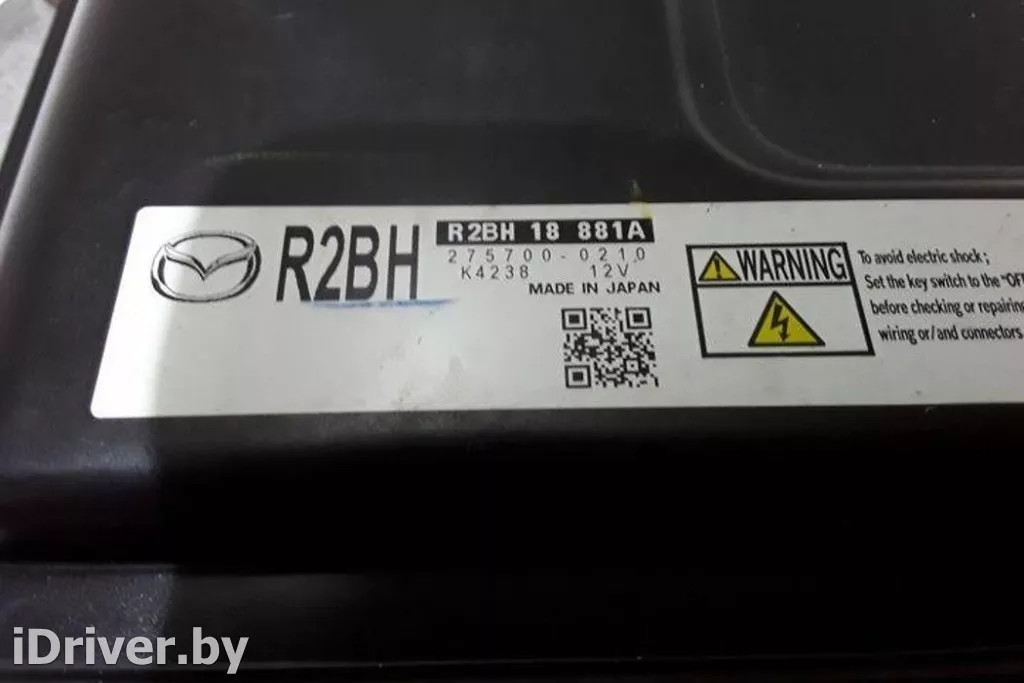 R2BH
R2BH 18 881A
275700-0210
K4238 12V
MADE IN JAPAN
WARNING
To avoid electric shock;
Set the key switch to the "OF
before checking or repairing
wiring or/and connectors
iDriver.by